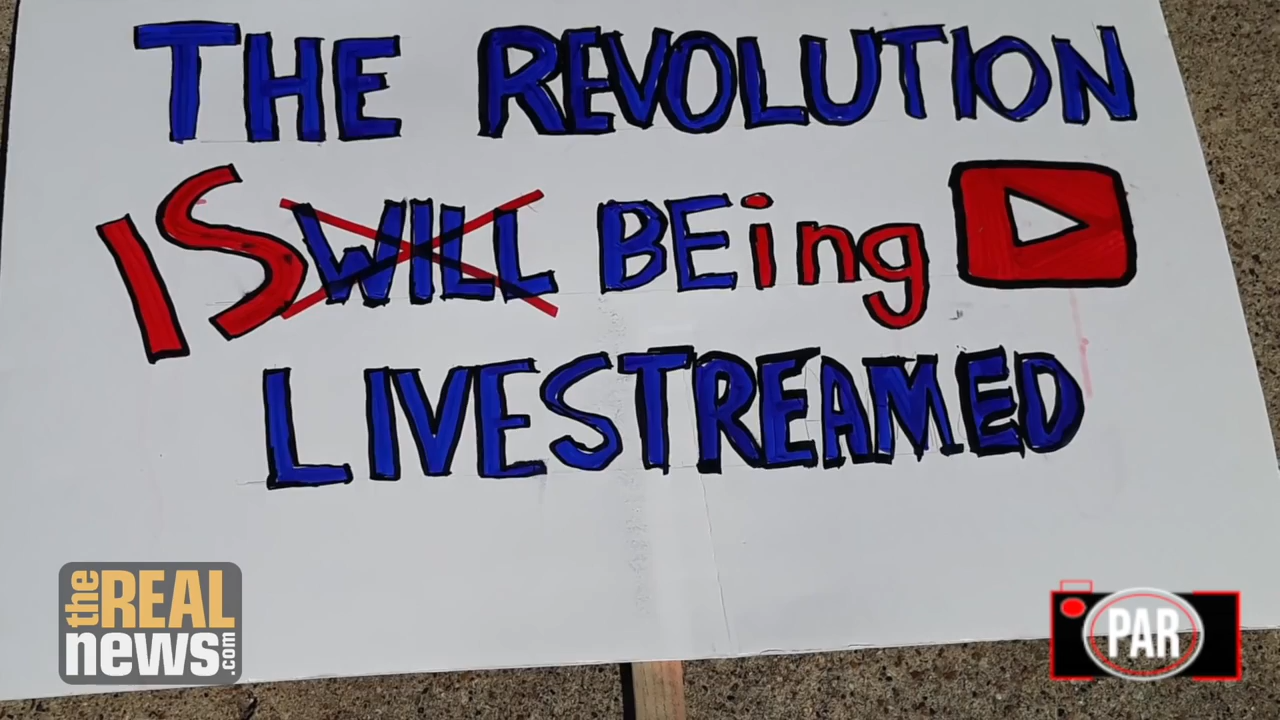 THE REVOLUTION
IS WILL BEing
LIVESTREAMED
the REAL news.com
PAR